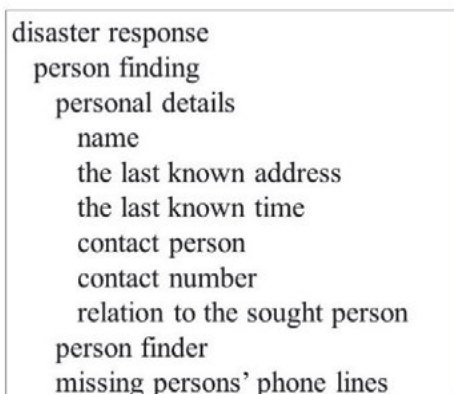 disaster response
person finding
personal details
name
the last known address
the last known time
contact person
contact number
relation to the sought person
person finder
missing persons’ phone lines